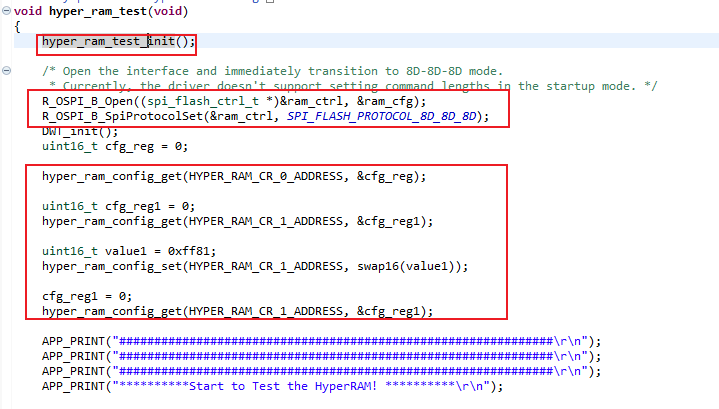 void hyper_ram_test(void)
{
hyper_ram_test_init();
/* Open the interface and immediately transition to 8D-8D-8D mode.
* Currently, the driver doesn't support setting command lengths in the startup mode. */
R_OSPI_B_Open((spi_flash_ctrl_t *)&ram_ctrl, &ram_cfg);
R_OSPI_B_SpiProtocolSet(&ram_ctrl, SPI_FLASH_PROTOCOL_8D_8D_8D);
DWT_init();
uint16_t cfg_reg = 0;
hyper_ram_config_get(HYPER_RAM_CR_0_ADDRESS, &cfg_reg);
uint16_t cfg_reg1 = 0;
hyper_ram_config_get(HYPER_RAM_CR_1_ADDRESS, &cfg_reg1);
uint16_t value1 = 0xff81;
hyper_ram_config_set(HYPER_RAM_CR_1_ADDRESS, swap16(value1));
cfg_reg1 = 0;
hyper_ram_config_get(HYPER_RAM_CR_1_ADDRESS, &cfg_reg1);
APP_PRINT("##############################################################\r\n");
APP_PRINT("##############################################################\r\n");
APP_PRINT("##############################################################\r\n");
APP_PRINT("**********Start to Test the HyperRAM! **********\r\n");